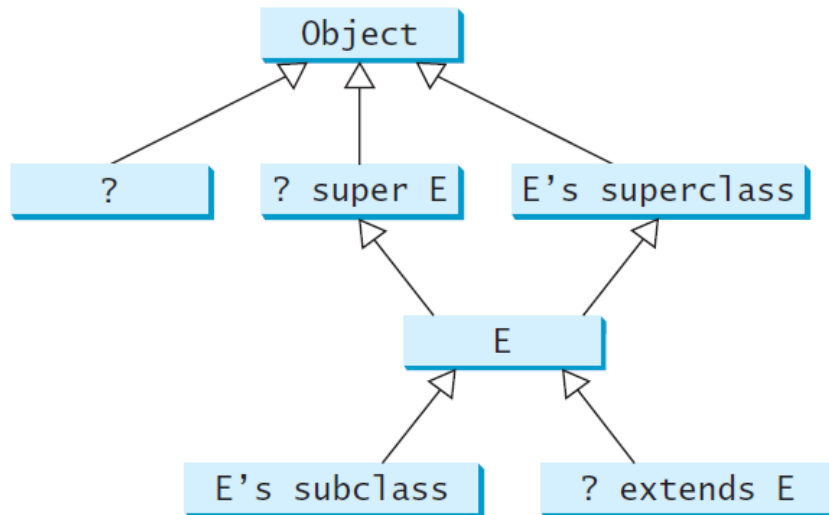 Object
?
? super E
E’s superclass
E
E’s subclass
? extends E